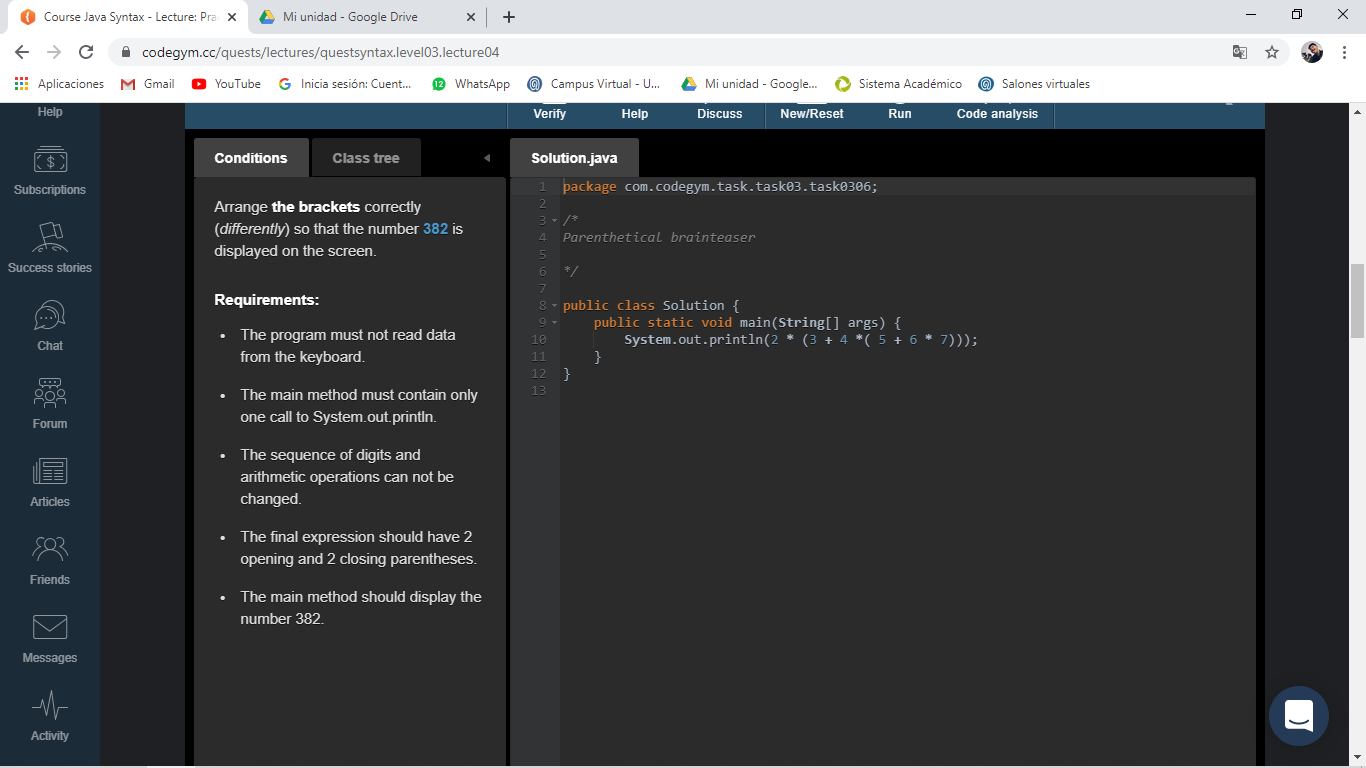 Course Java Syntax - Lecture: Pra
Mi unidad - Google Drive
codegym.cc/quests/lectures/questsyntax.level03.lecture04
Aplicaciones
Gmail
YouTube
Inicia sesión: Cuent...
12
WhatsApp
Campus Virtual - U...
Mi unidad - Google...
Sistema Académico
Salones virtuales
Help
Subscriptions
Success stories
Chat
Forum
Articles
Friends
Messages
Activity
Verify
Help
Discuss
New/Reset
Run
Code analysis
Conditions
Class tree
Arrange the brackets correctly
(differently) so that the number 382 is
displayed on the screen.
Requirements:
• The program must not read data
from the keyboard.
• The main method must contain only
one call to System.out.println.
• The sequence of digits and
arithmetic operations can not be
changed.
• The final expression should have 2
opening and 2 closing parentheses.
• The main method should display the
number 382.
Solution.java
1 package com.codegym.task.task03.task0306;
2
3 /*
4 Parenthetical brainteaser
5
6 */
7
8 public class Solution {
9     public static void main(String[] args) {
10         System.out.println(2 * (3 + 4 *( 5 + 6 * 7)));
11     }
12 }
13